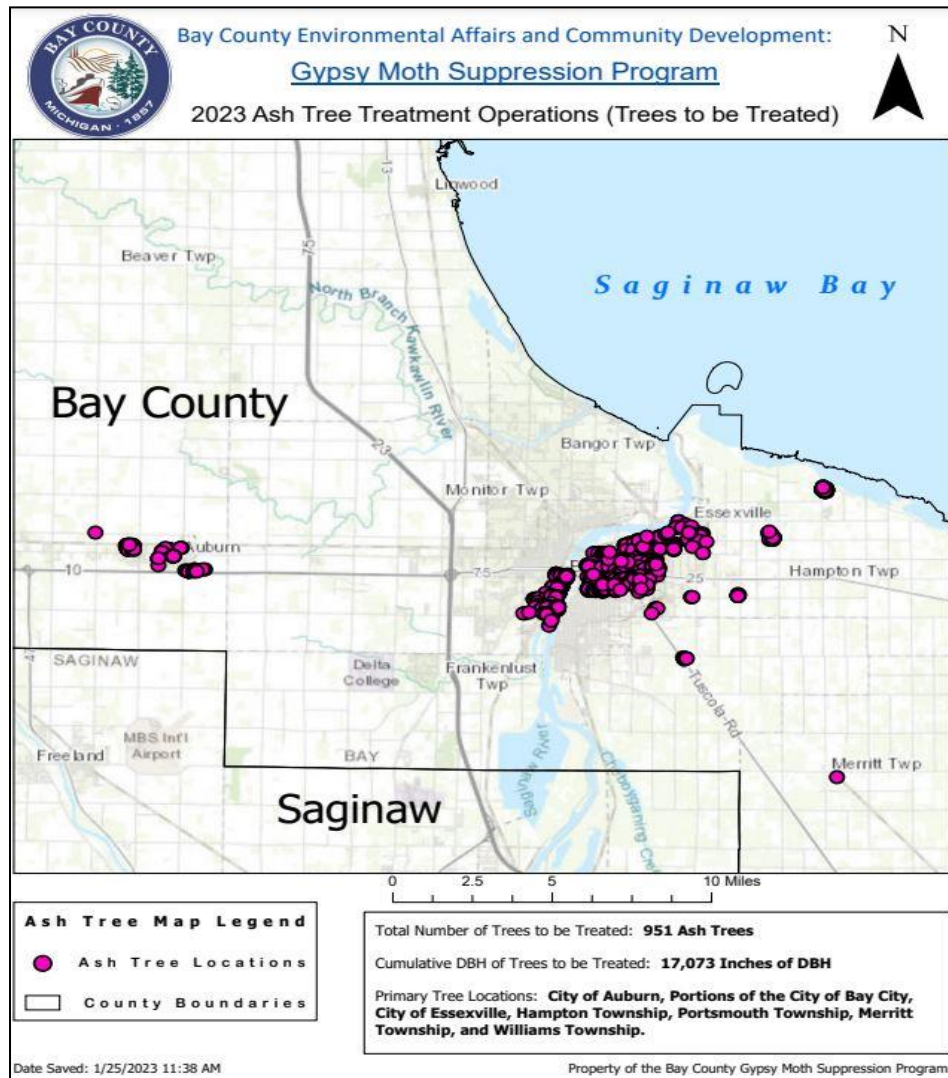 BAY COUNTY
MICHIGAN · 1857
Bay County Environmental Affairs and Community Development:
Gypsy Moth Suppression Program
2023 Ash Tree Treatment Operations (Trees to be Treated)
N
13
Linwood
75
Beaver Twp
North Branch Kawkawlin River
Saginaw Bay
Bay County
23
Bangor Twp
Monitor Twp
Essexville
Auburn
10
75
25
Hampton Twp
SAGINAW
Delta
College
Frankenlust
Twp
Tuscola Rd
MBS Int'l
Airport
Freeland
BAY
Saginaw River
Merritt Twp
Saginaw
0 2.5 5 10 Miles
Ash Tree Map Legend
Ash Tree Locations
County Boundaries
Total Number of Trees to be Treated: 951 Ash Trees
Cumulative DBH of Trees to be Treated: 17,073 Inches of DBH
Primary Tree Locations: City of Auburn, Portions of the City of Bay City,
City of Essexville, Hampton Township, Portsmouth Township, Merritt
Township, and Williams Township.
Date Saved: 1/25/2023 11:38 AM
Property of the Bay County Gypsy Moth Suppression Program